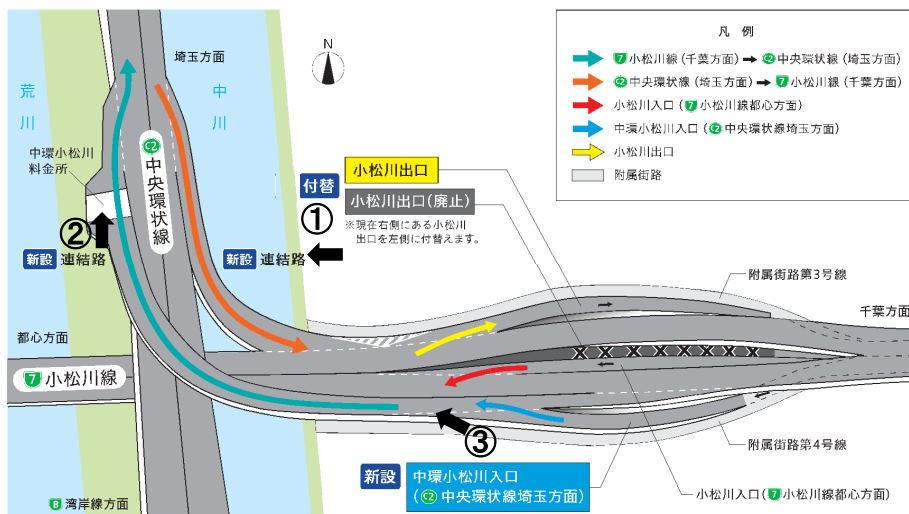 凡 例
7 小松川線 (千葉方面) ➡ C2 中央環状線 (埼玉方面)
C2 中央環状線 (埼玉方面) ➡ 7 小松川線 (千葉方面)
小松川入口 ( 7 小松川線都心方面)
中環小松川入口 ( C2 中央環状線埼玉方面)
小松川出口
附属街路
埼玉方面
N
荒川
中川
中環小松川
料金所
C2 中央環状線
付替
小松川出口
小松川出口(廃止)
①
※現在右側にある小松川
出口を左側に付替えます。
②
新設 連結路
新設 連結路
附属街路第3号線
千葉方面
都心方面
7 小松川線
③
附属街路第4号線
新設
中環小松川入口
( C2 中央環状線埼玉方面)
小松川入口 ( 7 小松川線都心方面)
B 湾岸線方面